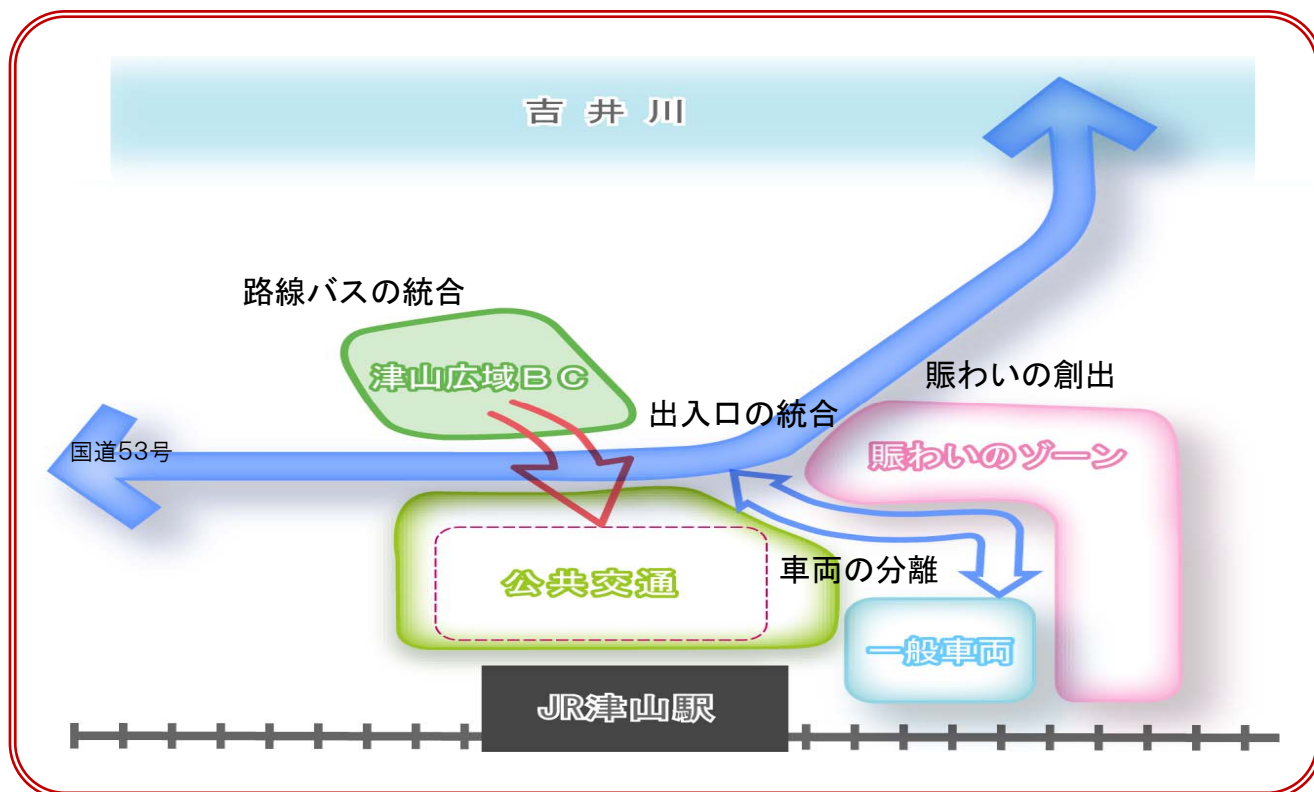 吉井川
路線バスの統合
津山広域BC
賑わいの創出
出入口の統合
国道53号
賑わいのゾーン
車両の分離
公共交通
一般車両
JR津山駅